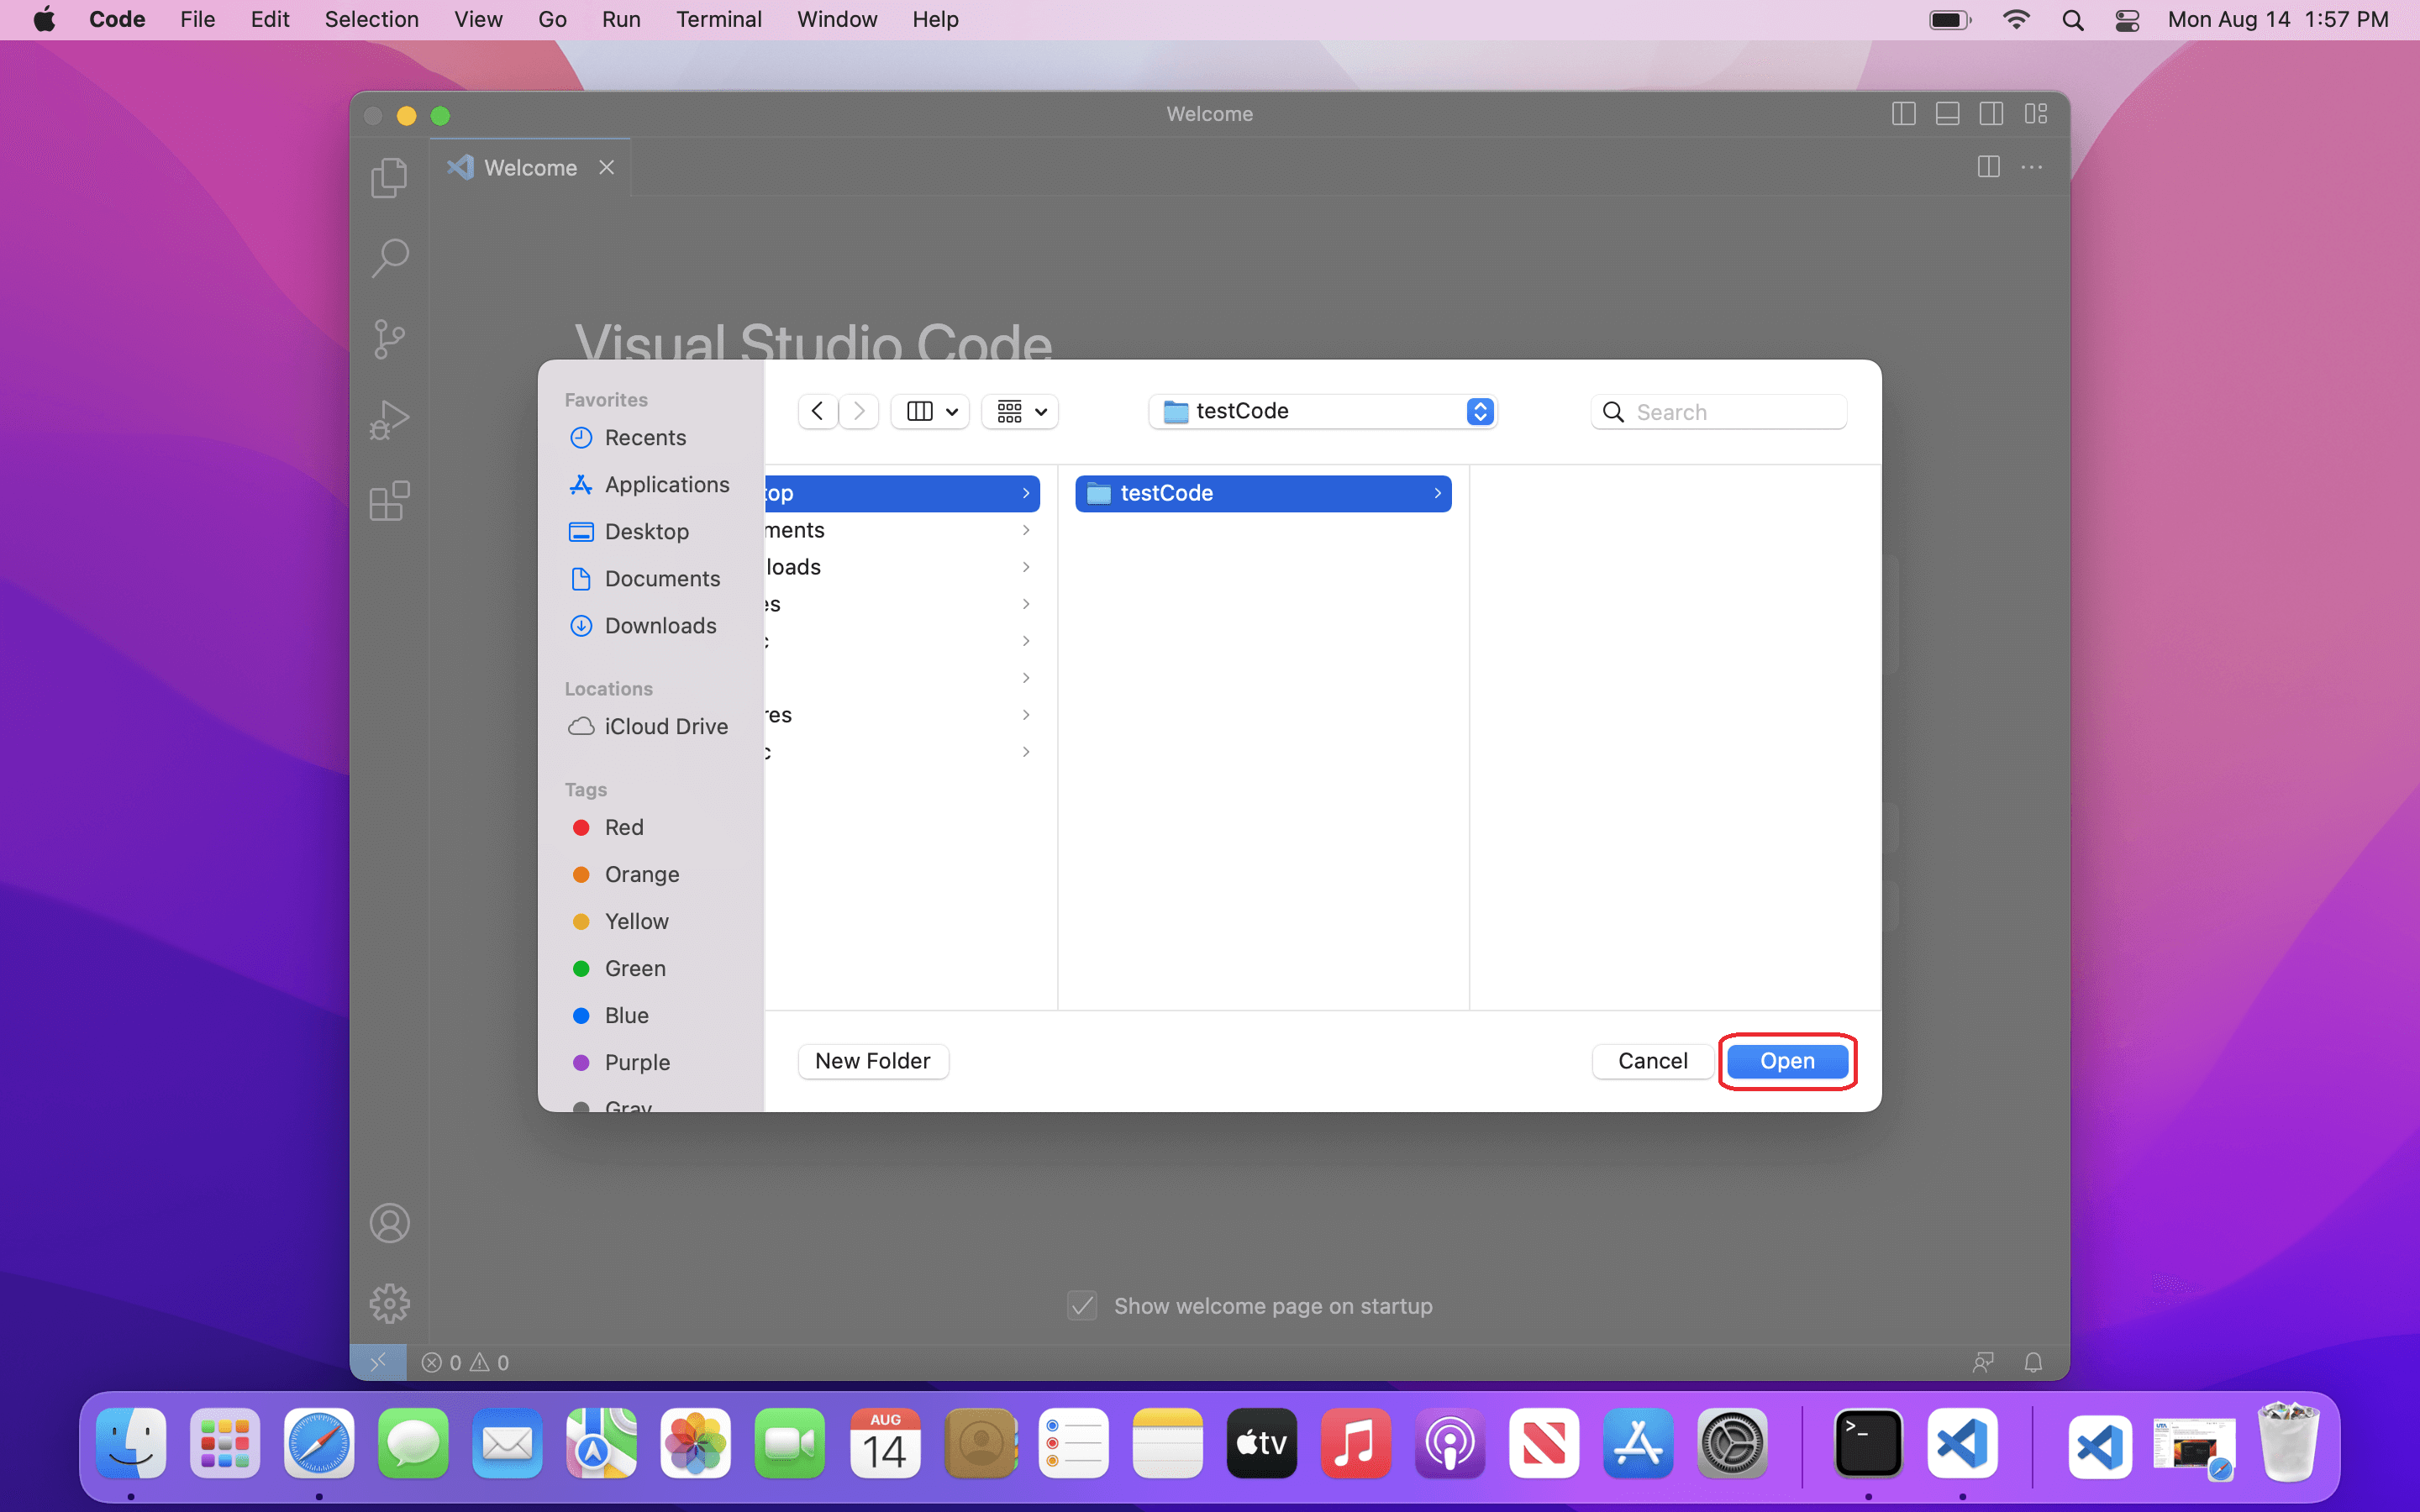 Code File Edit Selection View Go Run Terminal Window Help Mon Aug 14 1:57 PM
Welcome
Welcome
Visual Studio Code
Favorites
Recents
Applications
Desktop
Documents
Downloads
Locations
iCloud Drive
Tags
Red
Orange
Yellow
Green
Blue
Purple
Gray
testCode
Search
top
ments
loads
es
c
res
c
testCode
New Folder
Cancel
Open
Show welcome page on startup
0 0
AUG
14
tv
>_